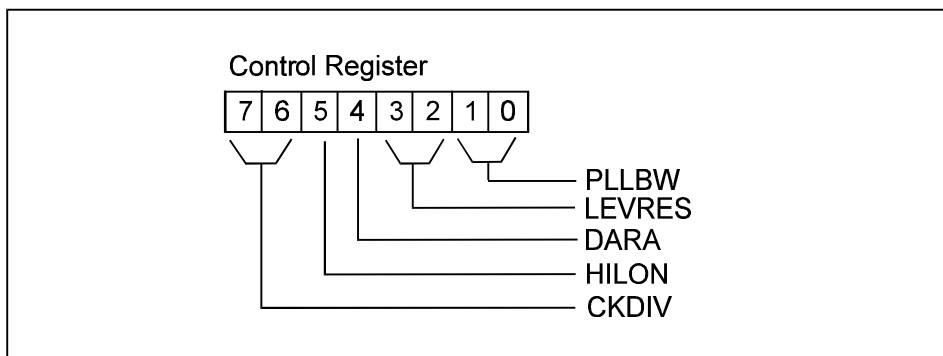 Control Register
7 6 5 4 3 2 1 0
PLLBW
LEVRES
DARA
HILON
CKDIV